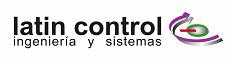 latin control
ingeniería y sistemas